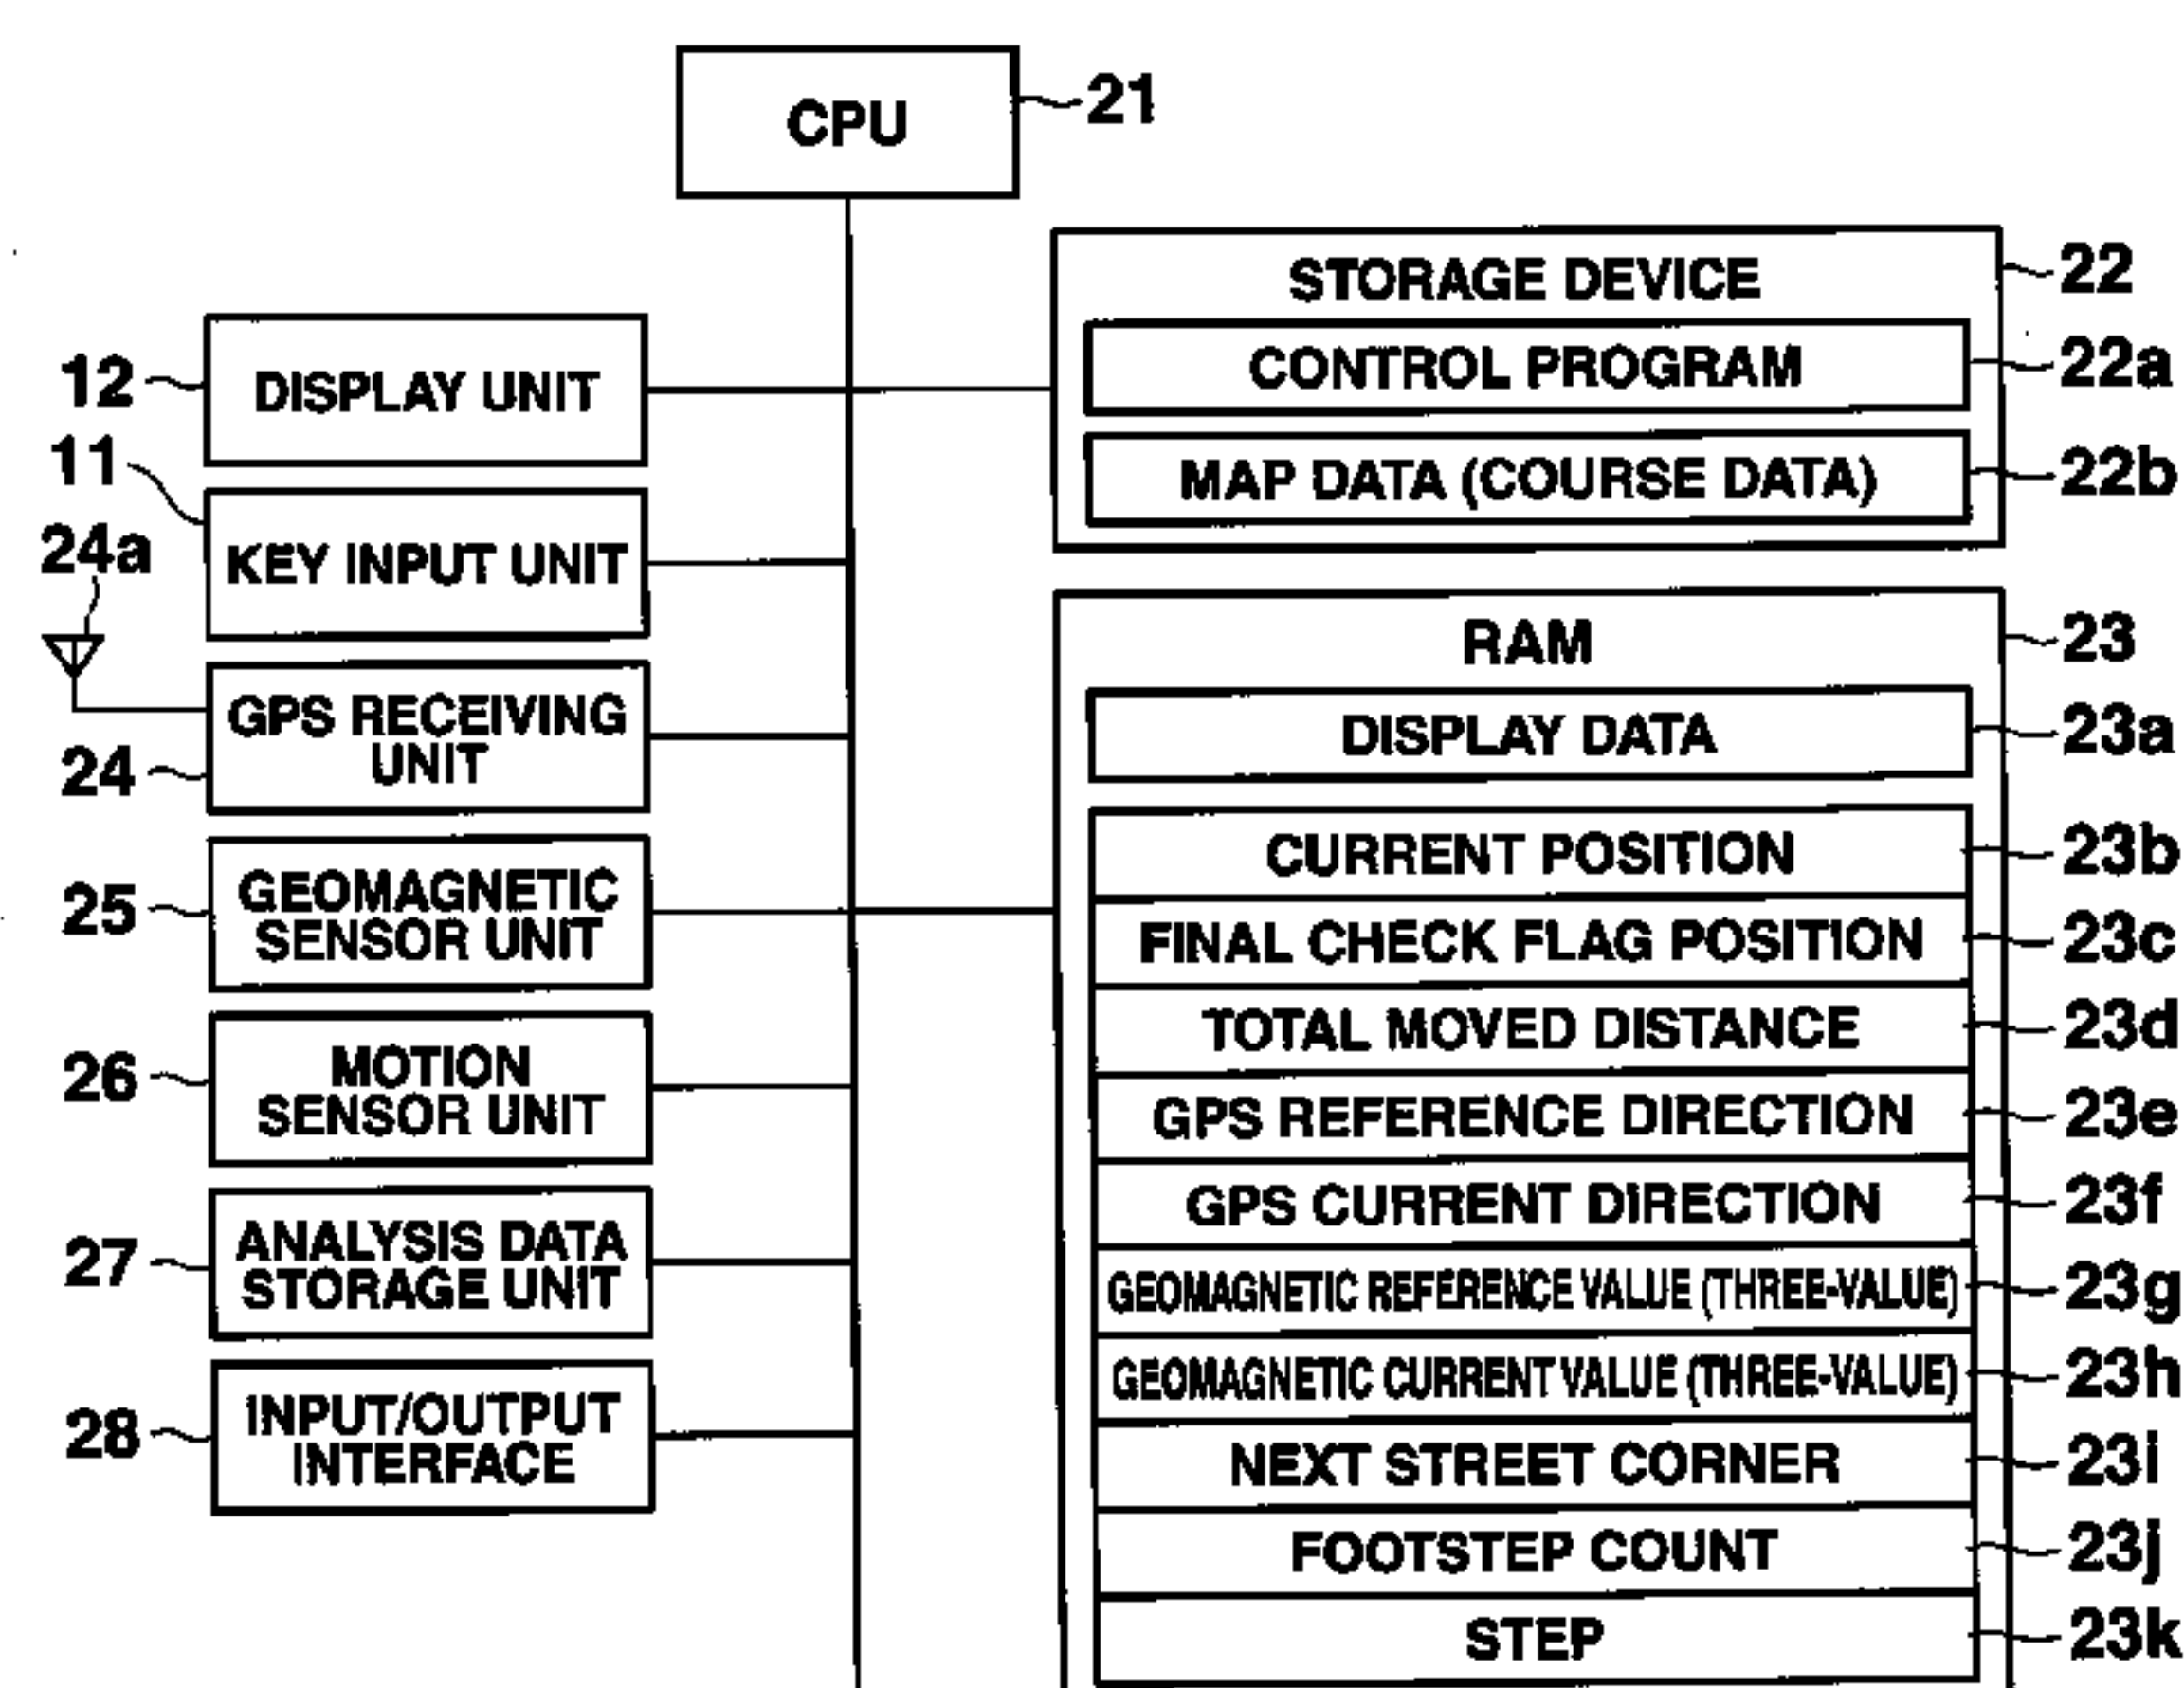 CPU
21
STORAGE DEVICE
22
CONTROL PROGRAM
22a
MAP DATA (COURSE DATA)
22b
12
DISPLAY UNIT
11
KEY INPUT UNIT
24a
GPS RECEIVING
UNIT
24
25
GEOMAGNETIC
SENSOR UNIT
26
MOTION
SENSOR UNIT
27
ANALYSIS DATA
STORAGE UNIT
28
INPUT/OUTPUT
INTERFACE
RAM
23
DISPLAY DATA
23a
CURRENT POSITION
23b
FINAL CHECK FLAG POSITION
23c
TOTAL MOVED DISTANCE
23d
GPS REFERENCE DIRECTION
23e
GPS CURRENT DIRECTION
23f
GEOMAGNETIC REFERENCE VALUE (THREE-VALUE)
23g
GEOMAGNETIC CURRENT VALUE (THREE-VALUE)
23h
NEXT STREET CORNER
23i
FOOTSTEP COUNT
23j
STEP
23k